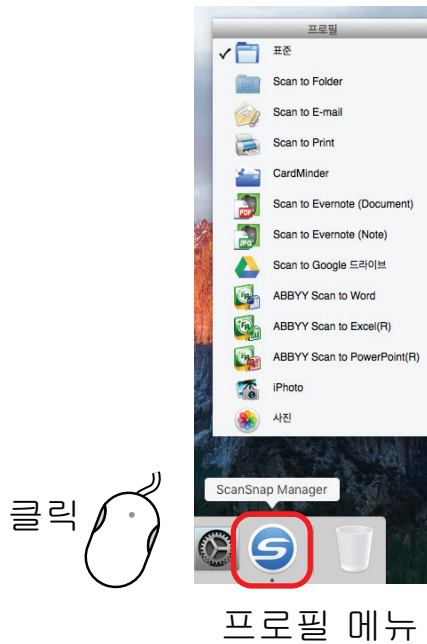 프로필
표준
Scan to Folder
Scan to E-mail
Scan to Print
CardMinder
Scan to Evernote (Document)
Scan to Evernote (Note)
Scan to Google 드라이브
ABBYY Scan to Word
ABBYY Scan to Excel(R)
ABBYY Scan to PowerPoint(R)
iPhoto
사진
ScanSnap Manager
클릭
프로필 메뉴